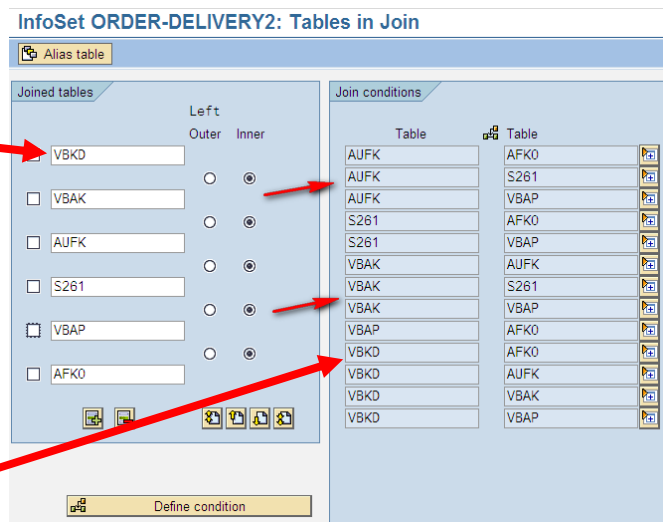 InfoSet ORDER-DELIVERY2: Tables in Join
Alias table
Joined tables
Left
Outer Inner
VBKD
VBAK
AUFK
S261
VBAP
AFKO
Define condition
Join conditions
Table Table
AUFK AFKO
AUFK S261
AUFK VBAP
S261 AFKO
S261 VBAP
VBAK AUFK
VBAK S261
VBAK VBAP
VBAP AFKO
VBKD AFKO
VBKD AUFK
VBKD VBAK
VBKD VBAP